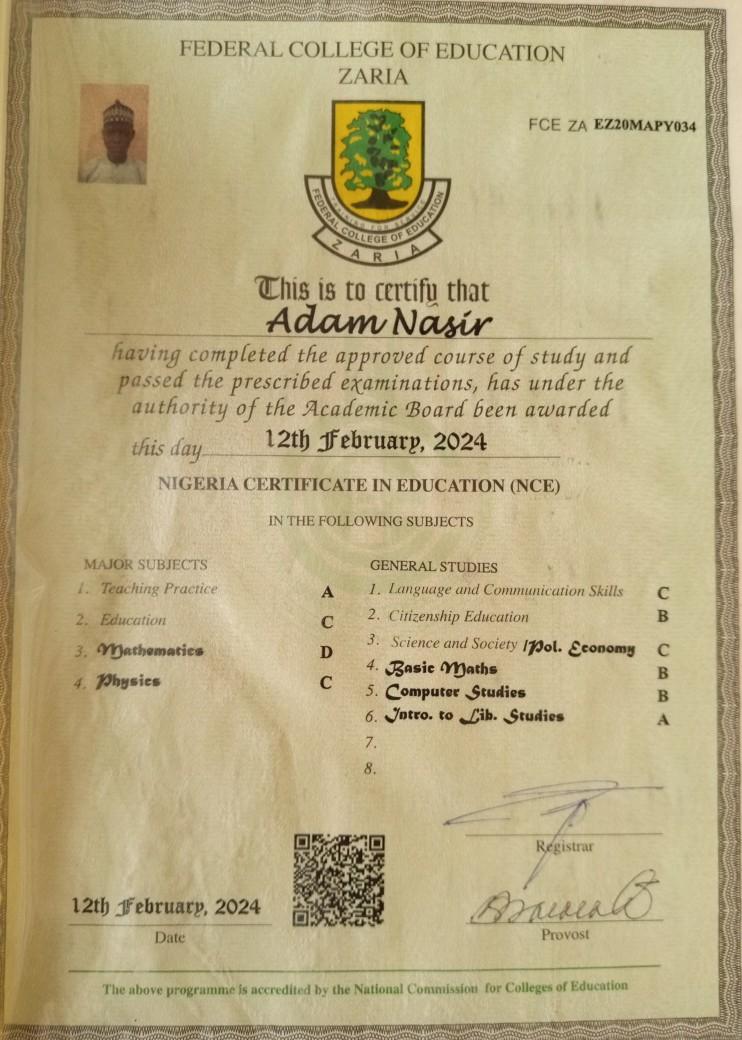 FEDERAL COLLEGE OF EDUCATION
ZARIA
FCE ZA EZ20MAPY034
TRAINING FOR SERVICE
FEDERAL COLLEGE OF EDUCATION
ZARIA
This is to certify that
Adam Nasir
having completed the approved course of study and
passed the prescribed examinations, has under the
authority of the Academic Board been awarded
this day 12th February, 2024
NIGERIA CERTIFICATE IN EDUCATION (NCE)
IN THE FOLLOWING SUBJECTS
MAJOR SUBJECTS
1. Teaching Practice A
2. Education C
3. Mathematics D
4. Physics C
GENERAL STUDIES
1. Language and Communication Skills C
2. Citizenship Education B
3. Science and Society /Pol. Economy C
4. Basic Maths B
5. Computer Studies B
6. Intro. to Lib. Studies A
7.
8.
Registrar
12th February, 2024
Date
Provost
The above programme is accredited by the National Commission for Colleges of Education